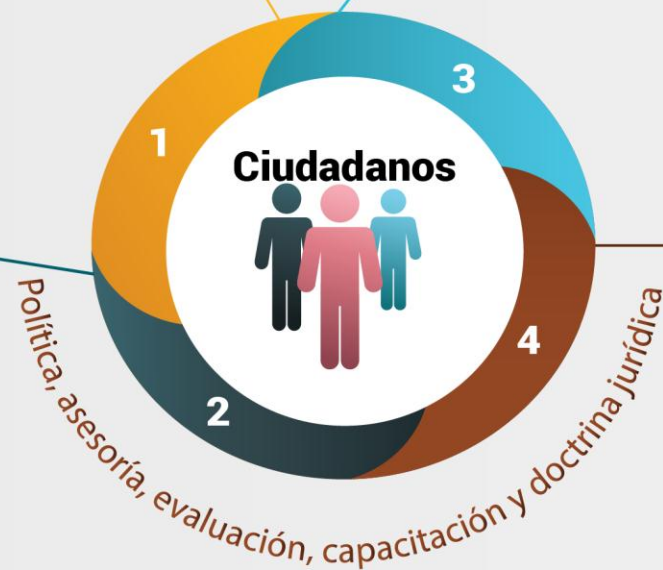 3
1
Ciudadanos
4
2
Política, asesoría, evaluación, capacitación y doctrina jurídica